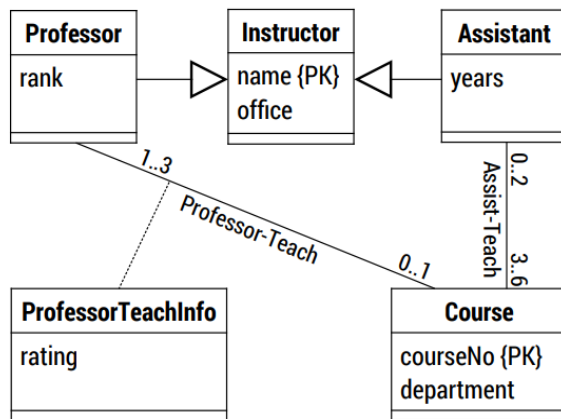 Professor
rank
Instructor
name {PK}
office
Assistant
years
1..3
Professor-Teach
0..1
0..2
Assist-Teach
3..6
ProfessorTeachInfo
rating
Course
courseNo {PK}
department